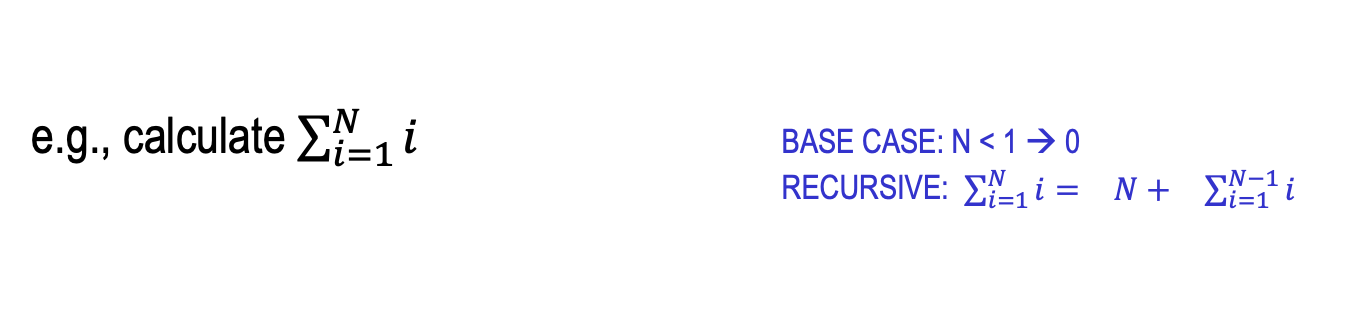 e.g., calculate ∑_{i=1}^{N} i
BASE CASE: N < 1 → 0
RECURSIVE: ∑_{i=1}^{N} i = N + ∑_{i=1}^{N−1} i